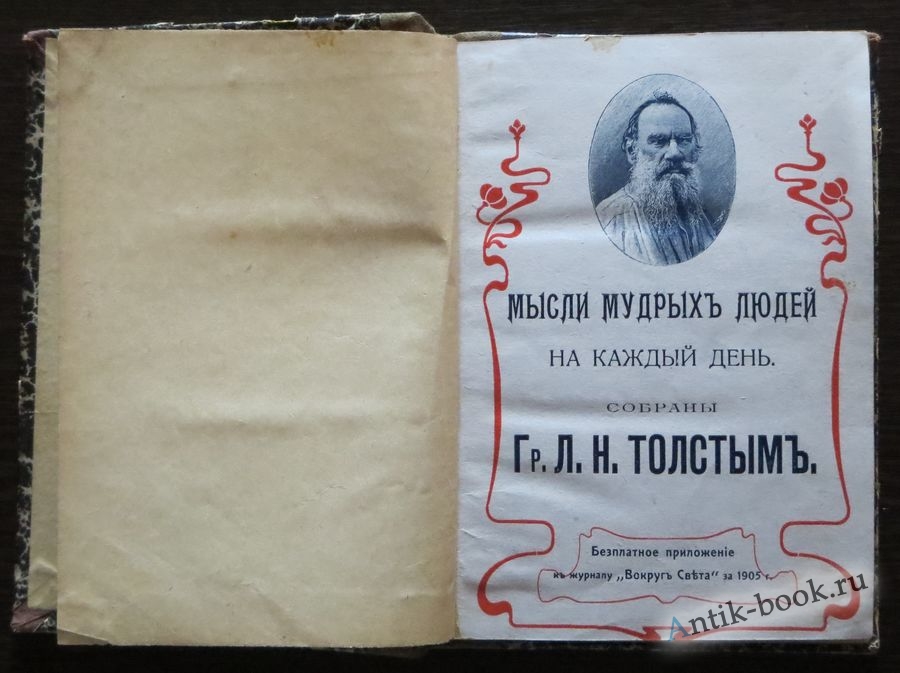 МЫСЛИ МУДРЫХЪ ЛЮДЕЙ
НА КАЖДЫЙ ДЕНЬ.
СОБРАНЫ
Гр. Л. Н. ТОЛСТЫМЪ.
Безплатное приложеніе
къ журналу „Вокругъ Свѣта" за 1905 г.
Antik-book.ru